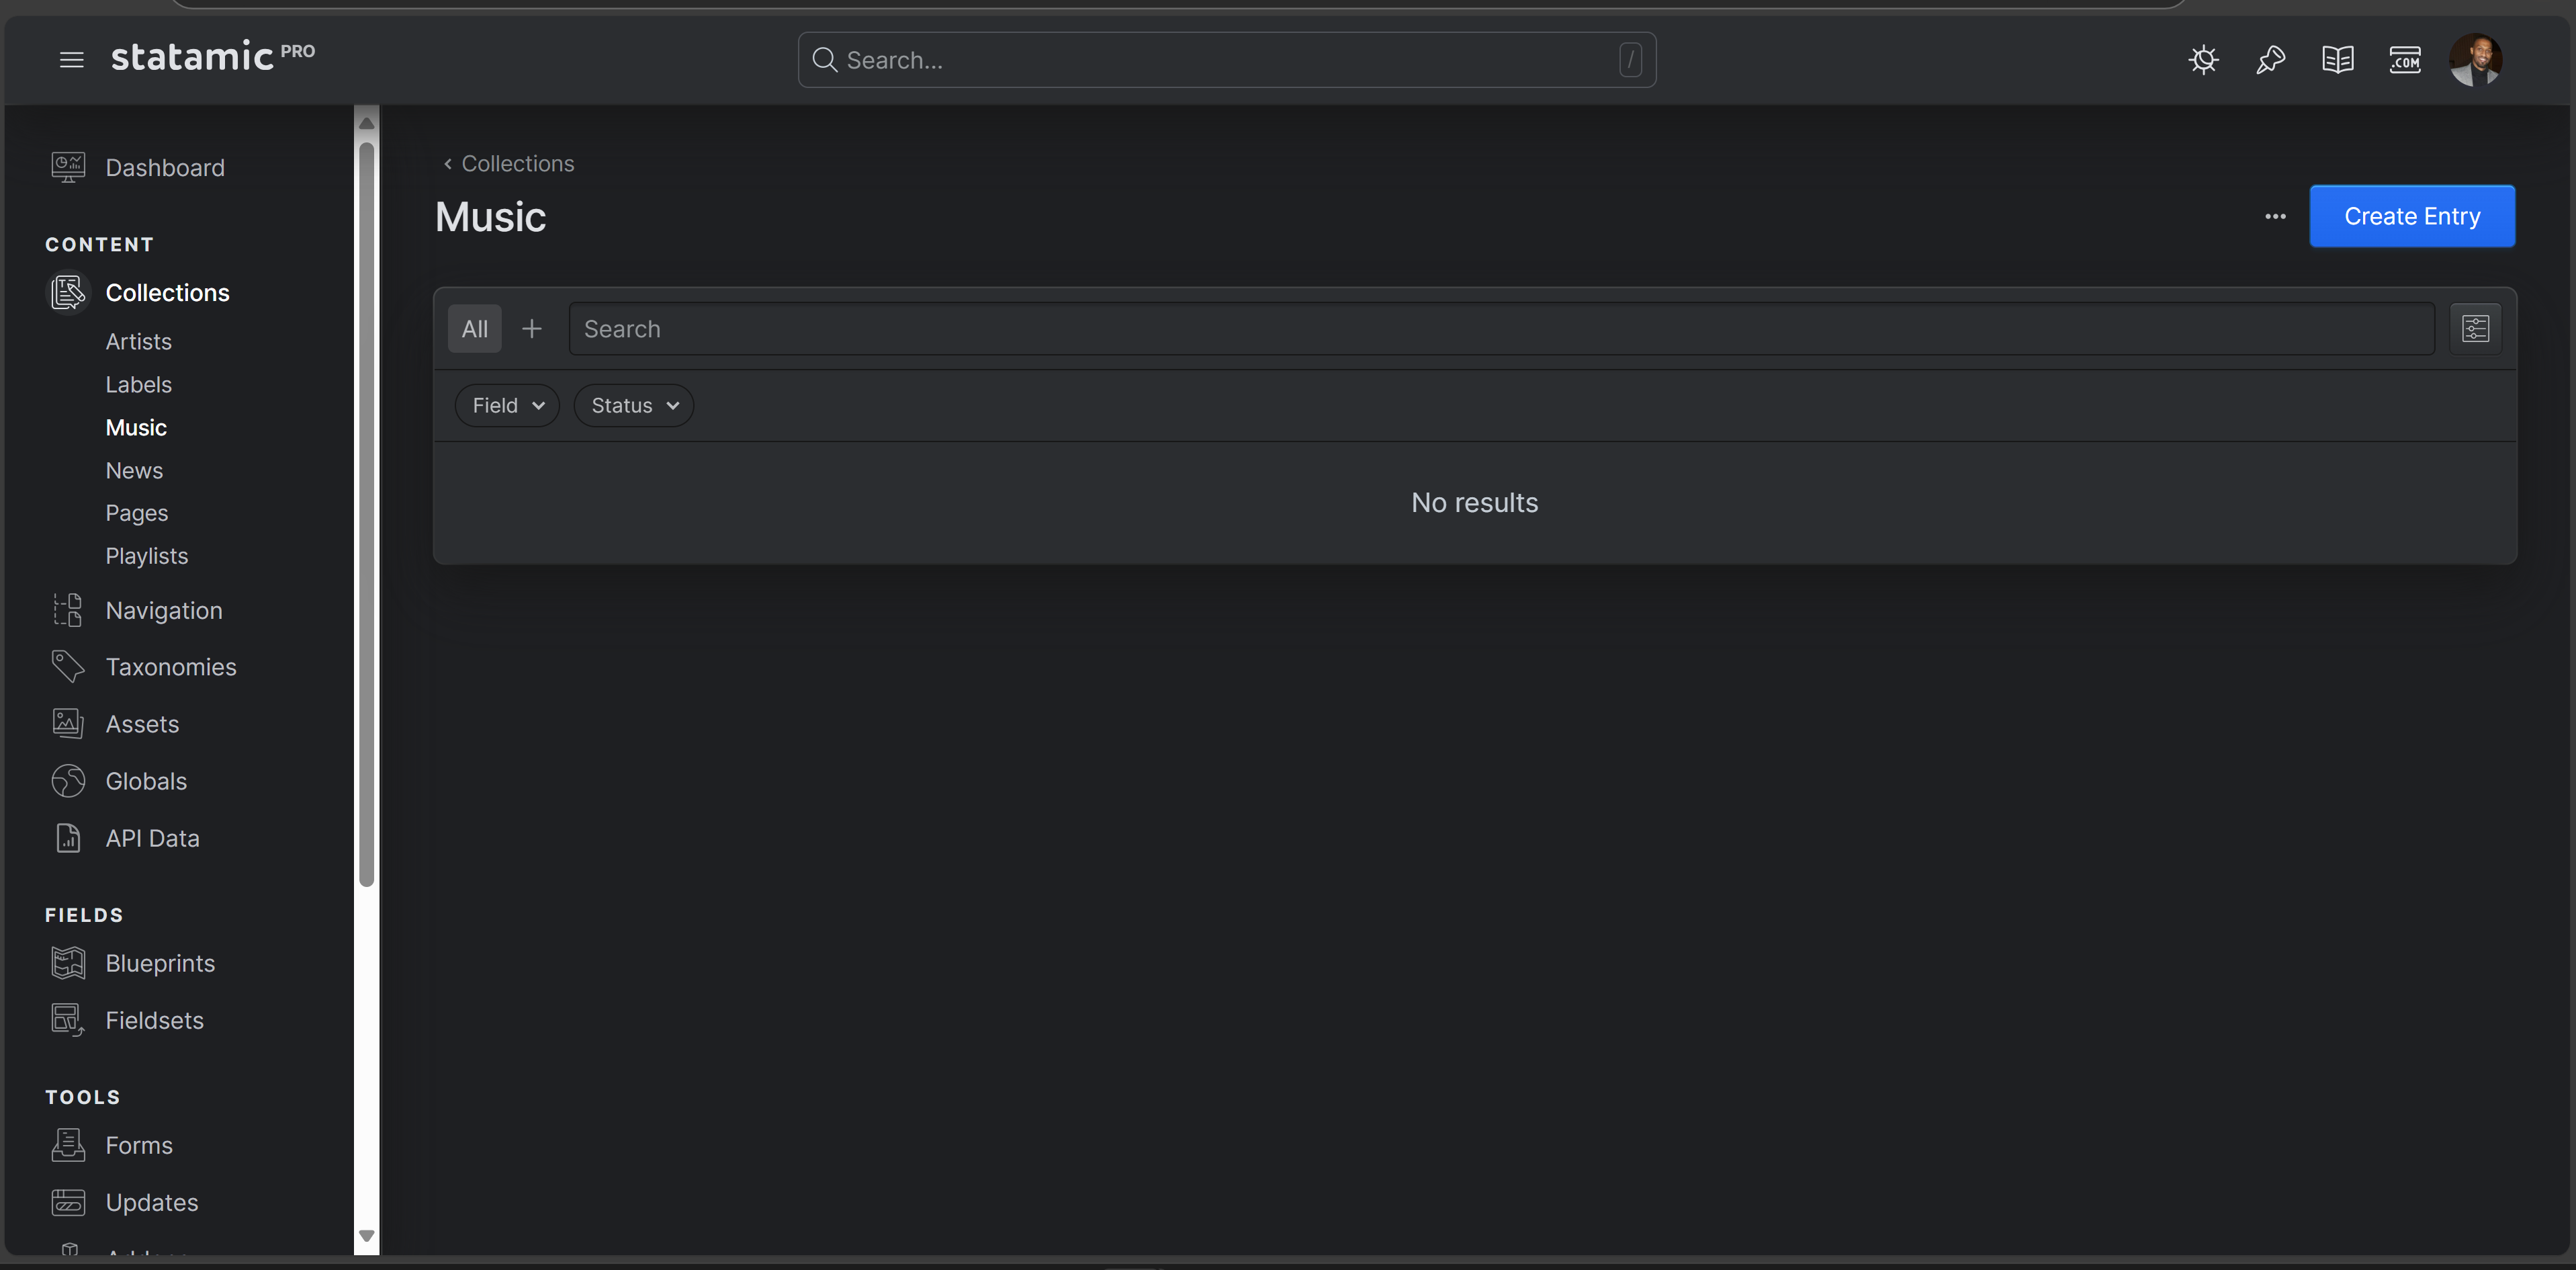 statamic PRO
Search... /
.COM
Dashboard
CONTENT
Collections
Artists
Labels
Music
News
Pages
Playlists
Navigation
Taxonomies
Assets
Globals
API Data
FIELDS
Blueprints
Fieldsets
TOOLS
Forms
Updates
Collections
Music
Create Entry
All
Search
Field
Status
No results